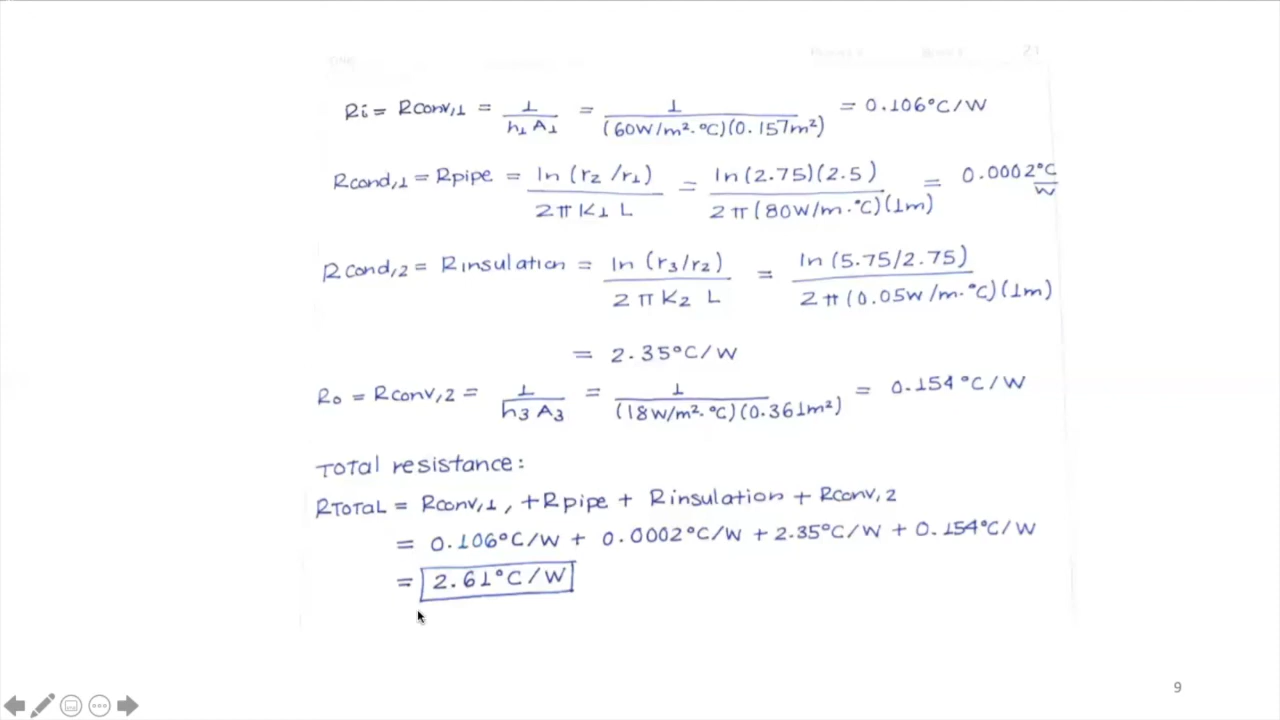 23
Ri = Rconv,1 = 1 / h1 A1 = 1 / (60W/m²·°C)(0.157m²) = 0.106°C/W
Rcond,1 = Rpipe = ln (r2/r1) / 2π K1 L = ln(2.75)(2.5) / 2π(80W/m·°C)(1m) = 0.0002°C/W
Rcond,2 = Rinsulation = ln (r3/r2) / 2π K2 L = ln (5.75/2.75) / 2π(0.05W/m·°C)(1m)
= 2.35°C/W
Ro = Rconv,2 = 1 / h3 A3 = 1 / (18W/m²·°C)(0.361m²) = 0.154°C/W
Total resistance:
RTOTAL = Rconv,1, + Rpipe + Rinsulation + Rconv,2
= 0.106°C/W + 0.0002°C/W + 2.35°C/W + 0.154°C/W
= 2.61°C/W
9